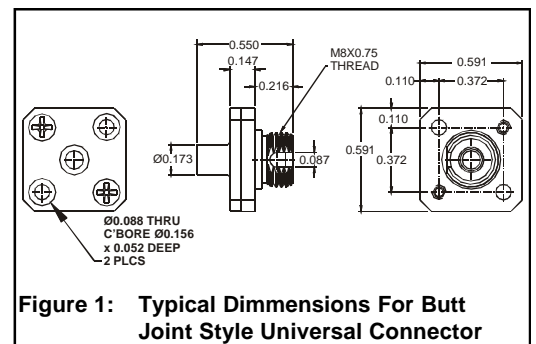 0.550
0.147
M8X0.75
THREAD
0.216
0.591
0.110
0.372
0.110
0.591
0.372
Ø0.173
0.087
Ø0.088 THRU
C'BORE Ø0.156
x 0.052 DEEP
2 PLCS
Figure 1: Typical Dimmensions For Butt
Joint Style Universal Connector